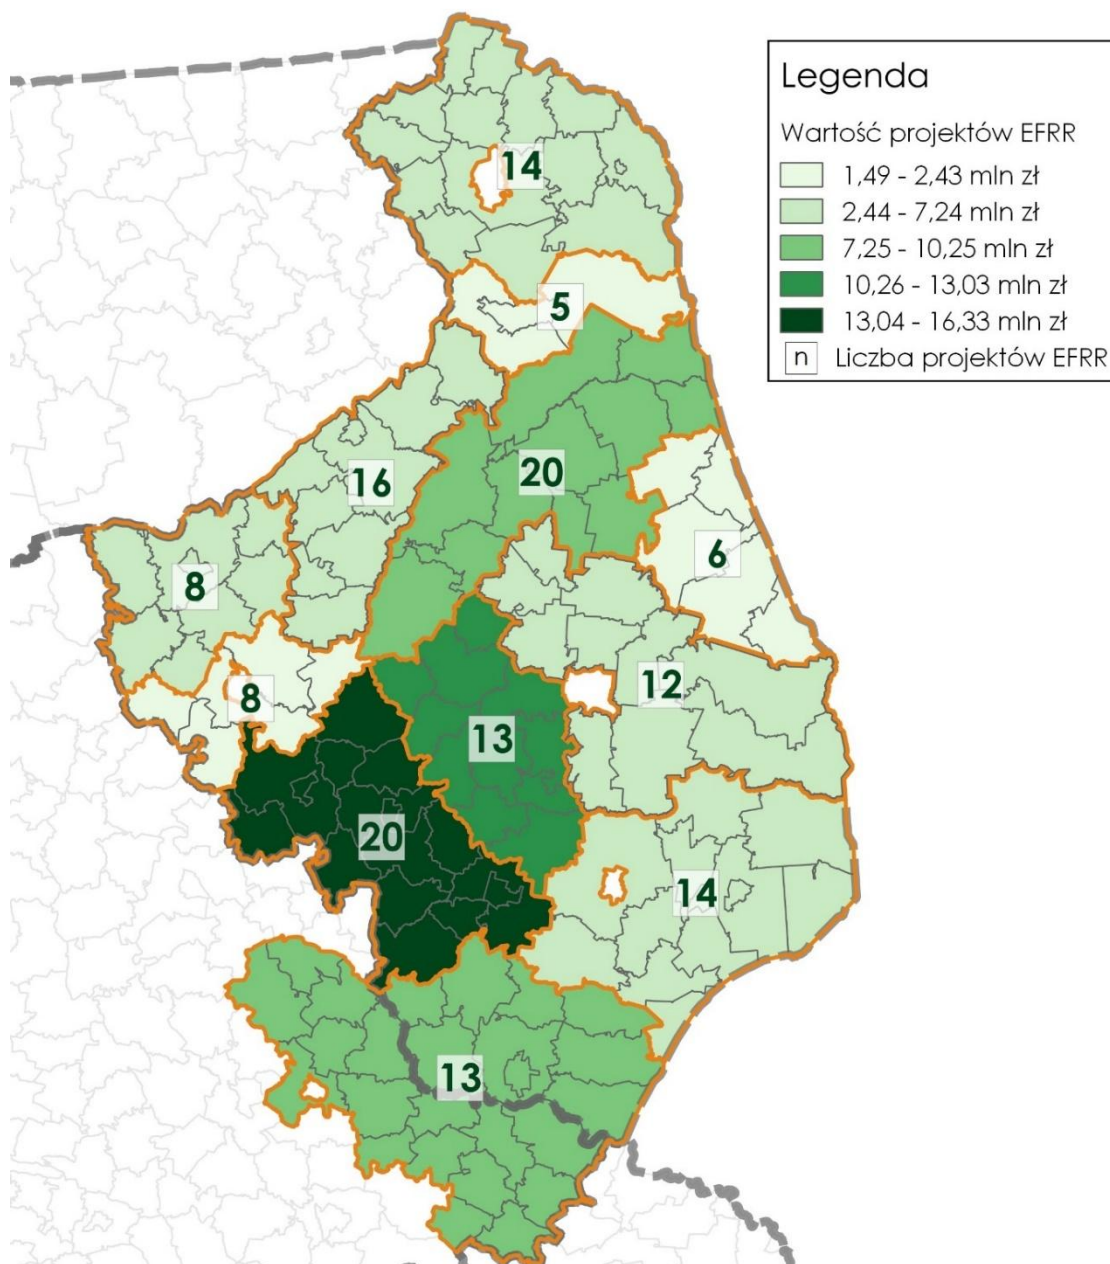 Legenda
Wartość projektów EFRR
1,49 - 2,43 mln zł
2,44 - 7,24 mln zł
7,25 - 10,25 mln zł
10,26 - 13,03 mln zł
13,04 - 16,33 mln zł
n Liczba projektów EFRR
14
5
20
16
6
8
12
8
13
20
14
13